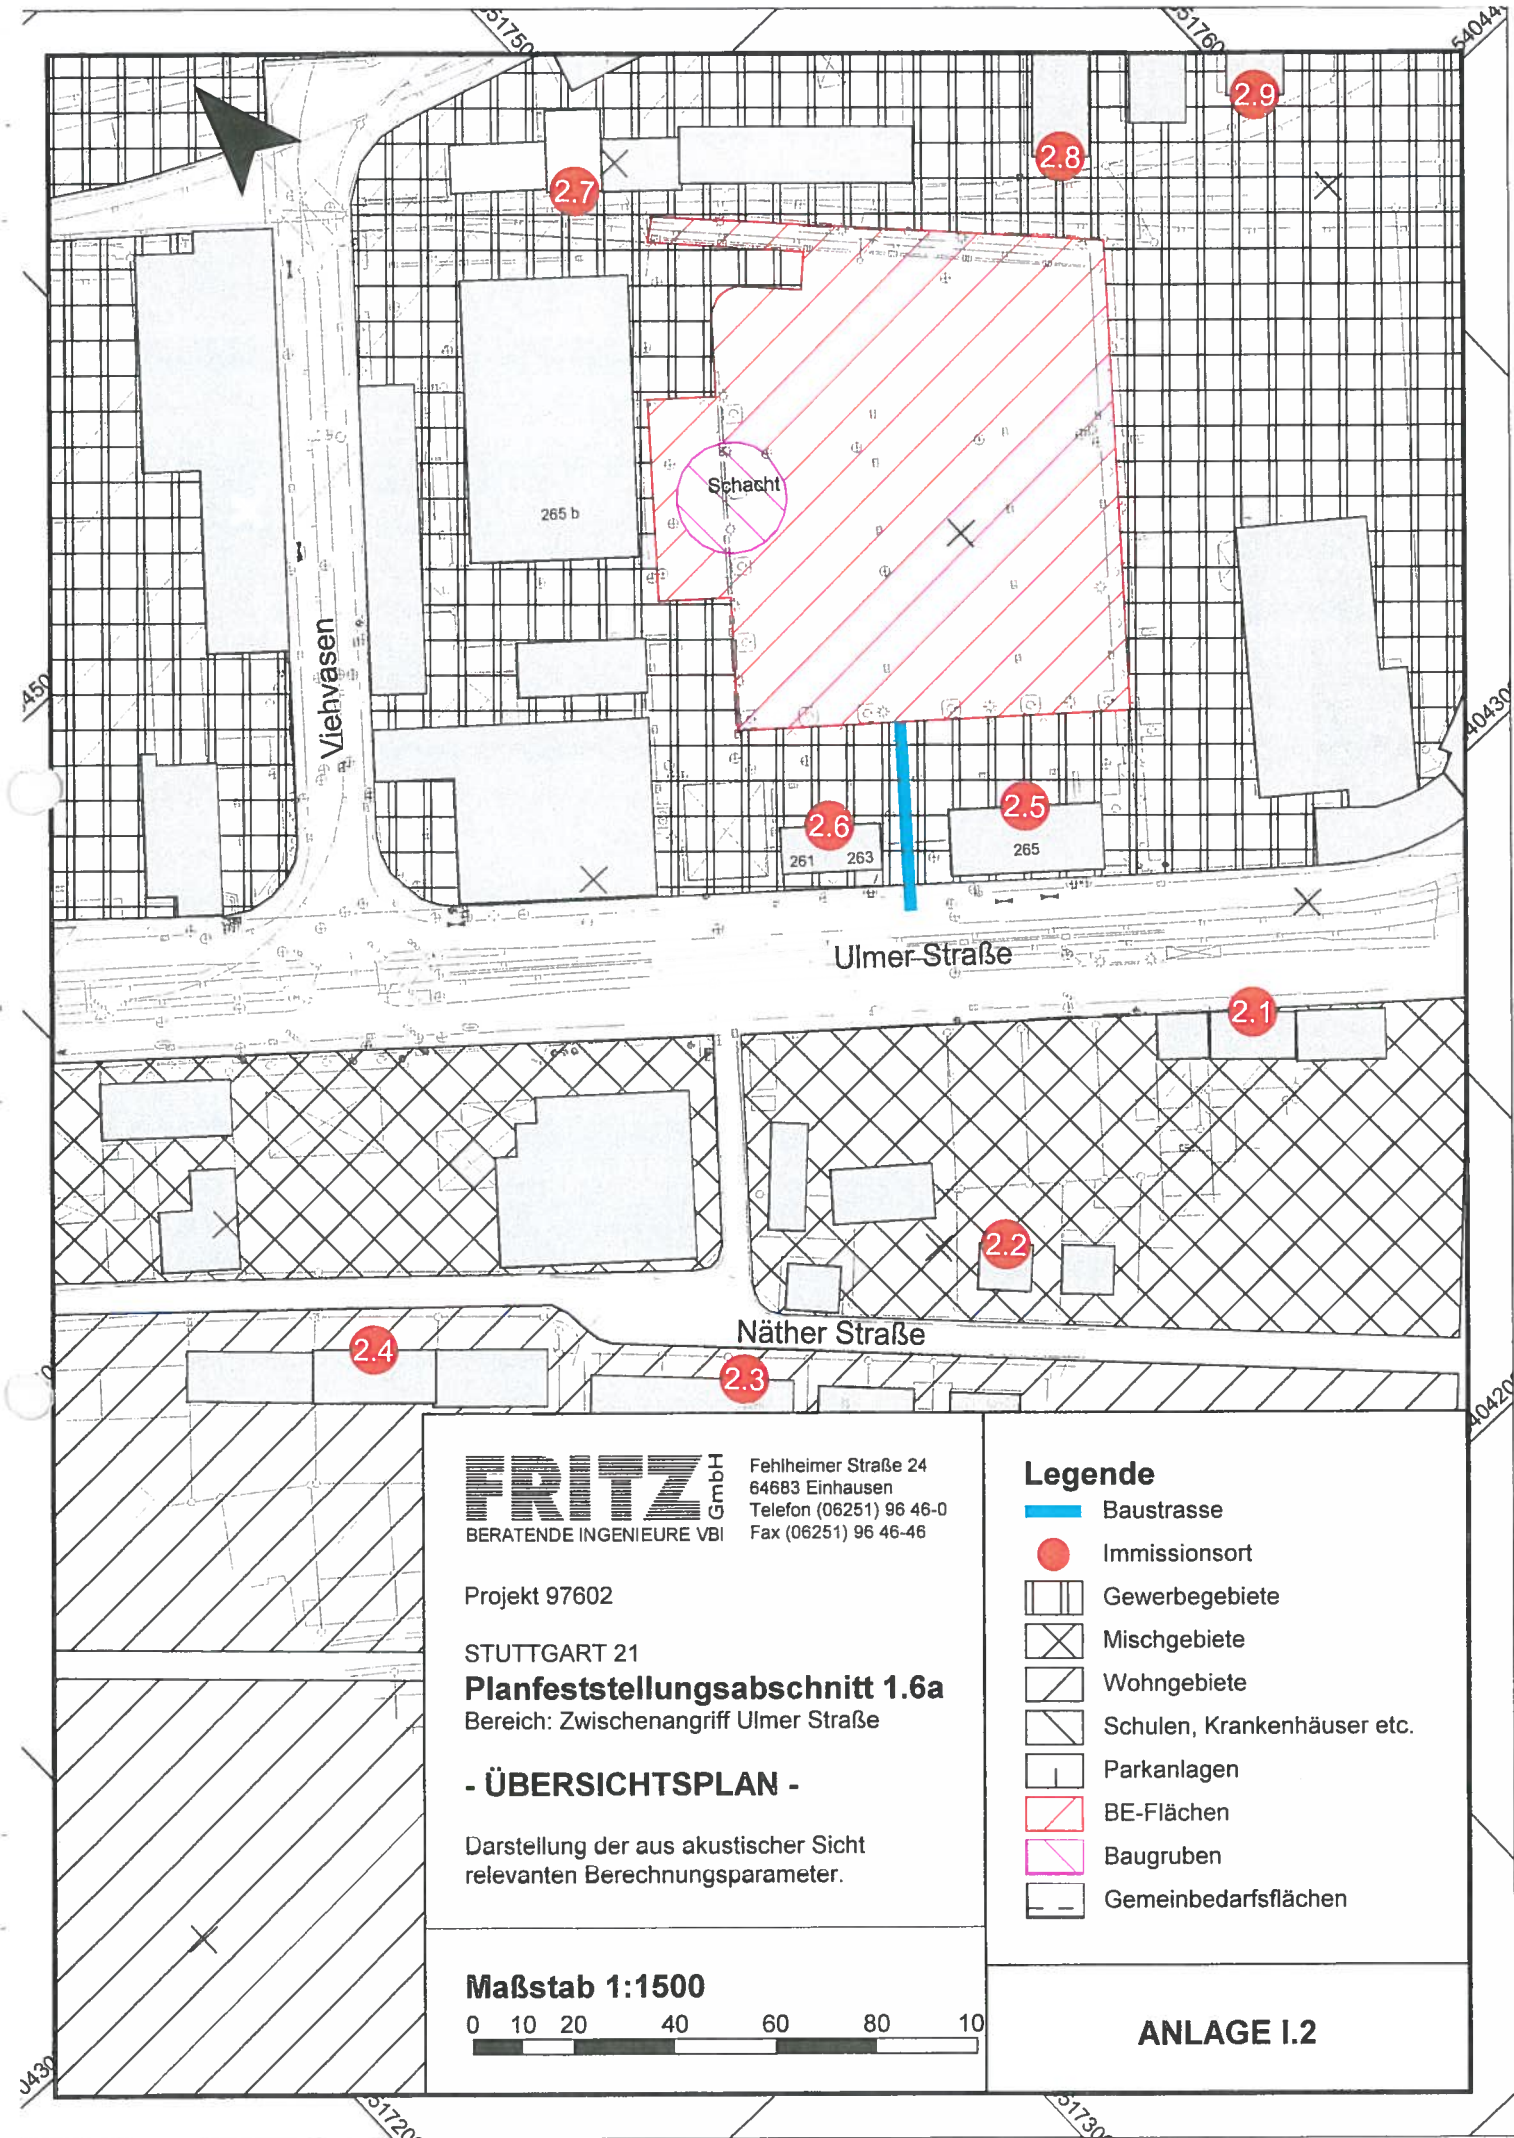 2.9
2.8
2.7
Schacht
265 b
Viehvasen
2.6
2.5
261
263
265
Ulmer Straße
2.1
2.2
Näther Straße
2.4
2.3
FRITZ GmbH
BERATENDE INGENIEURE VBI
Fehlheimer Straße 24
64683 Einhausen
Telefon (06251) 96 46-0
Fax (06251) 96 46-46
Projekt 97602
STUTTGART 21
Planfeststellungsabschnitt 1.6a
Bereich: Zwischenangriff Ulmer Straße
- ÜBERSICHTSPLAN -
Darstellung der aus akustischer Sicht
relevanten Berechnungsparameter.
Maßstab 1:1500
0 10 20 40 60 80 10
Legende
Baustrasse
Immissionsort
Gewerbegebiete
Mischgebiete
Wohngebiete
Schulen, Krankenhäuser etc.
Parkanlagen
BE-Flächen
Baugruben
Gemeinbedarfsflächen
ANLAGE I.2